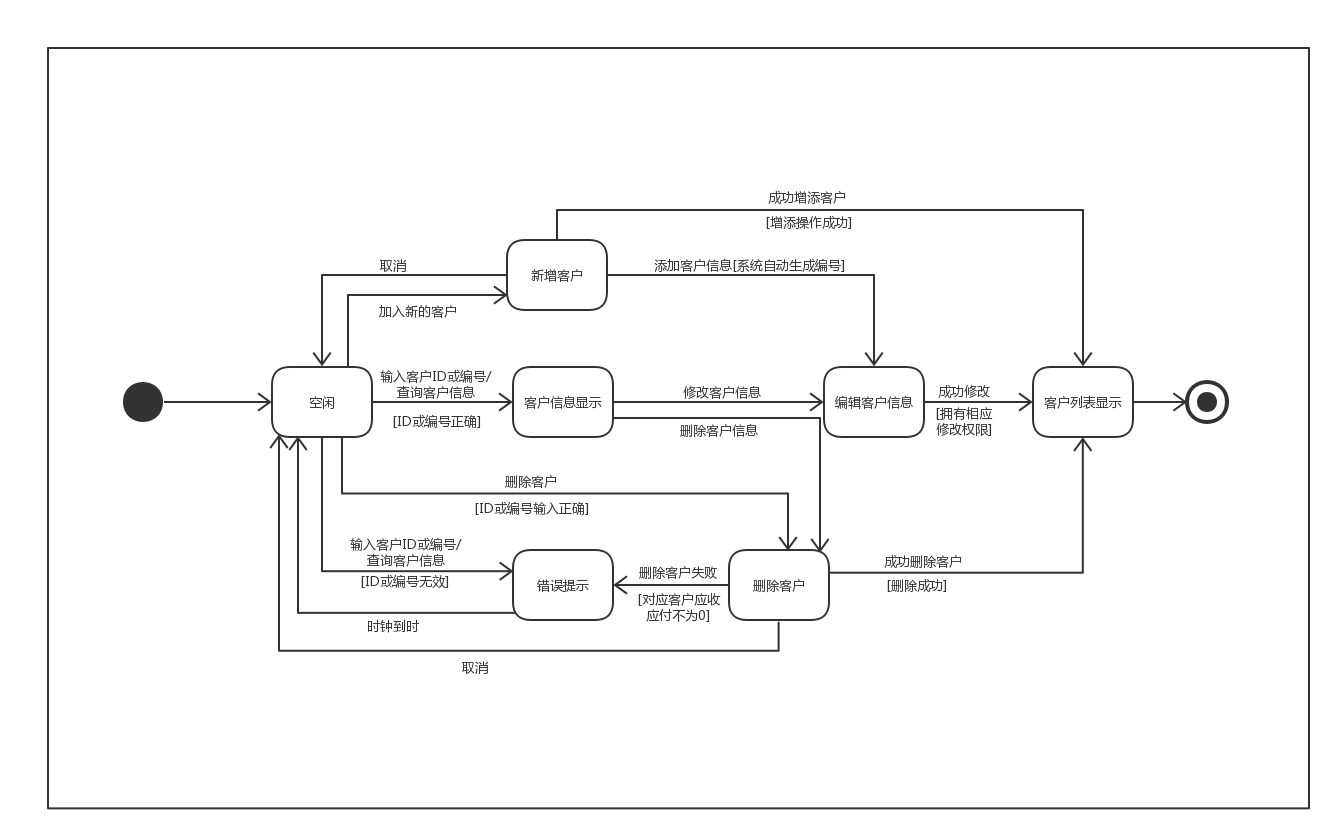 成功增添客户
[增添操作成功]
取消
新增客户
添加客户信息[系统自动生成编号]
加入新的客户
空闲
输入客户ID或编号/
查询客户信息
[ID或编号正确]
客户信息显示
修改客户信息
删除客户信息
编辑客户信息
成功修改
[拥有相应
修改权限]
客户列表显示
删除客户
[ID或编号输入正确]
输入客户ID或编号/
查询客户信息
[ID或编号无效]
错误提示
删除客户失败
[对应客户应收
应付不为0]
删除客户
成功删除客户
[删除成功]
时钟到时
取消